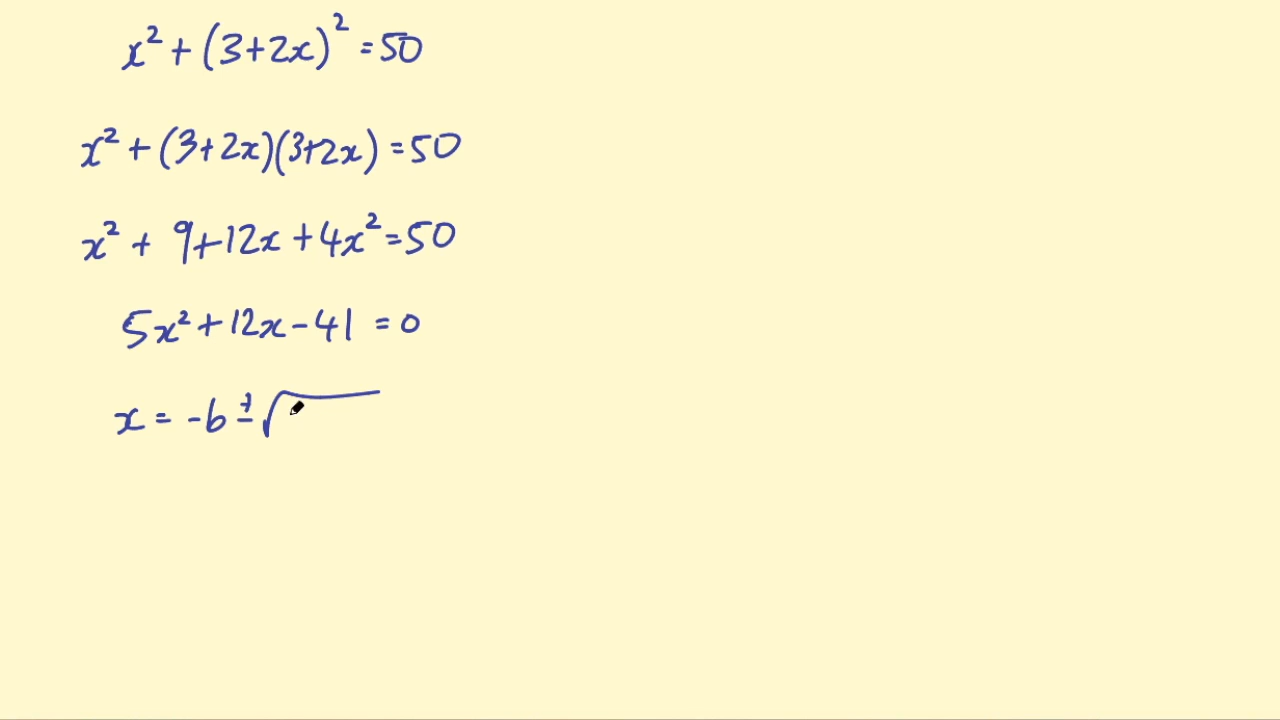 x² + (3+2x)² = 50
x² + (3+2x)(3+2x) = 50
x² + 9+12x + 4x² = 50
5x² + 12x - 41 = 0
x = -b ± √